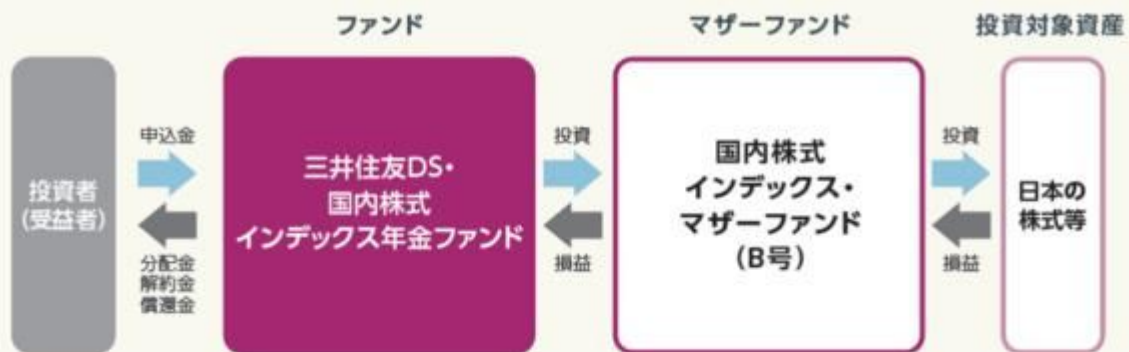 ファンド
マザーファンド
投資対象資産
投資者
(受益者)
申込金
分配金
解約金
償還金
三井住友DS・
国内株式
インデックス年金ファンド
投資
損益
国内株式
インデックス・
マザーファンド
(B号)
投資
損益
日本の
株式等